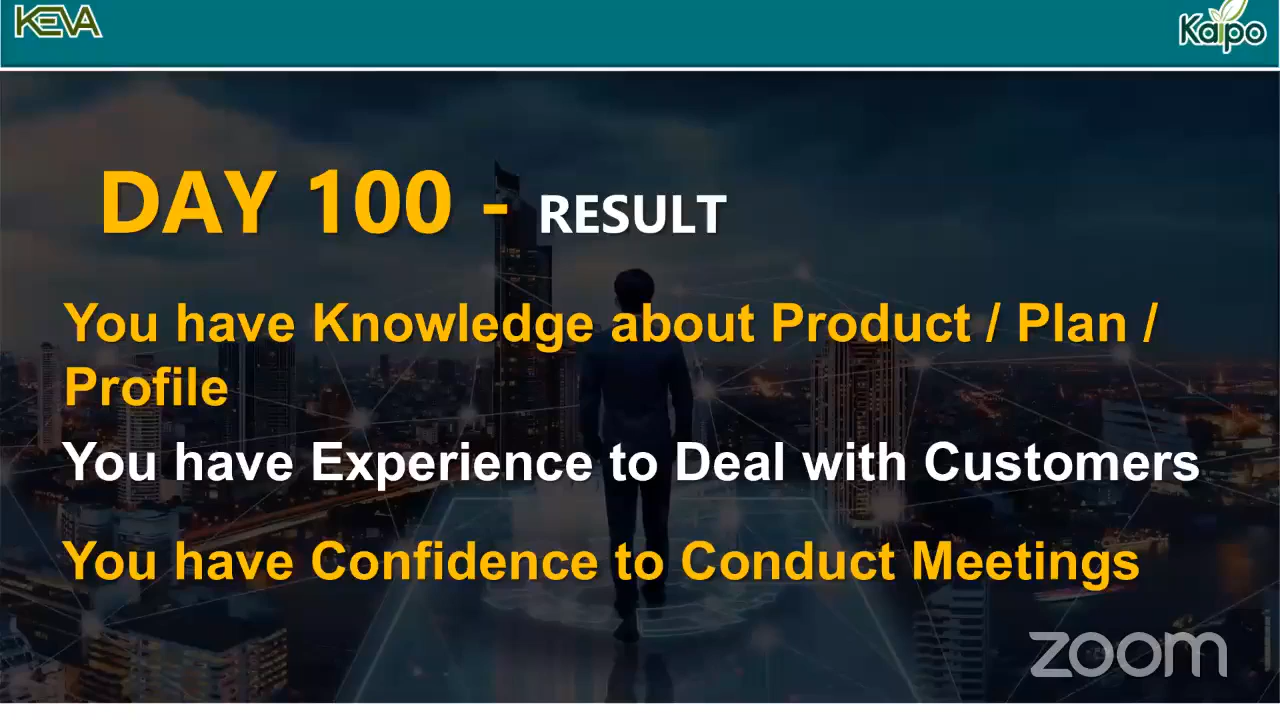 KEVA
Kaipo
DAY 100 - RESULT
You have Knowledge about Product / Plan /
Profile
You have Experience to Deal with Customers
You have Confidence to Conduct Meetings
zoom